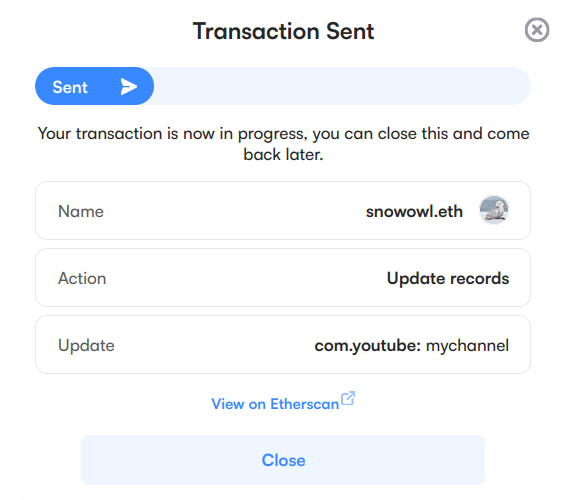 Transaction Sent
Sent
Your transaction is now in progress, you can close this and come
back later.
Name snowowl.eth
Action Update records
Update com.youtube: mychannel
View on Etherscan
Close